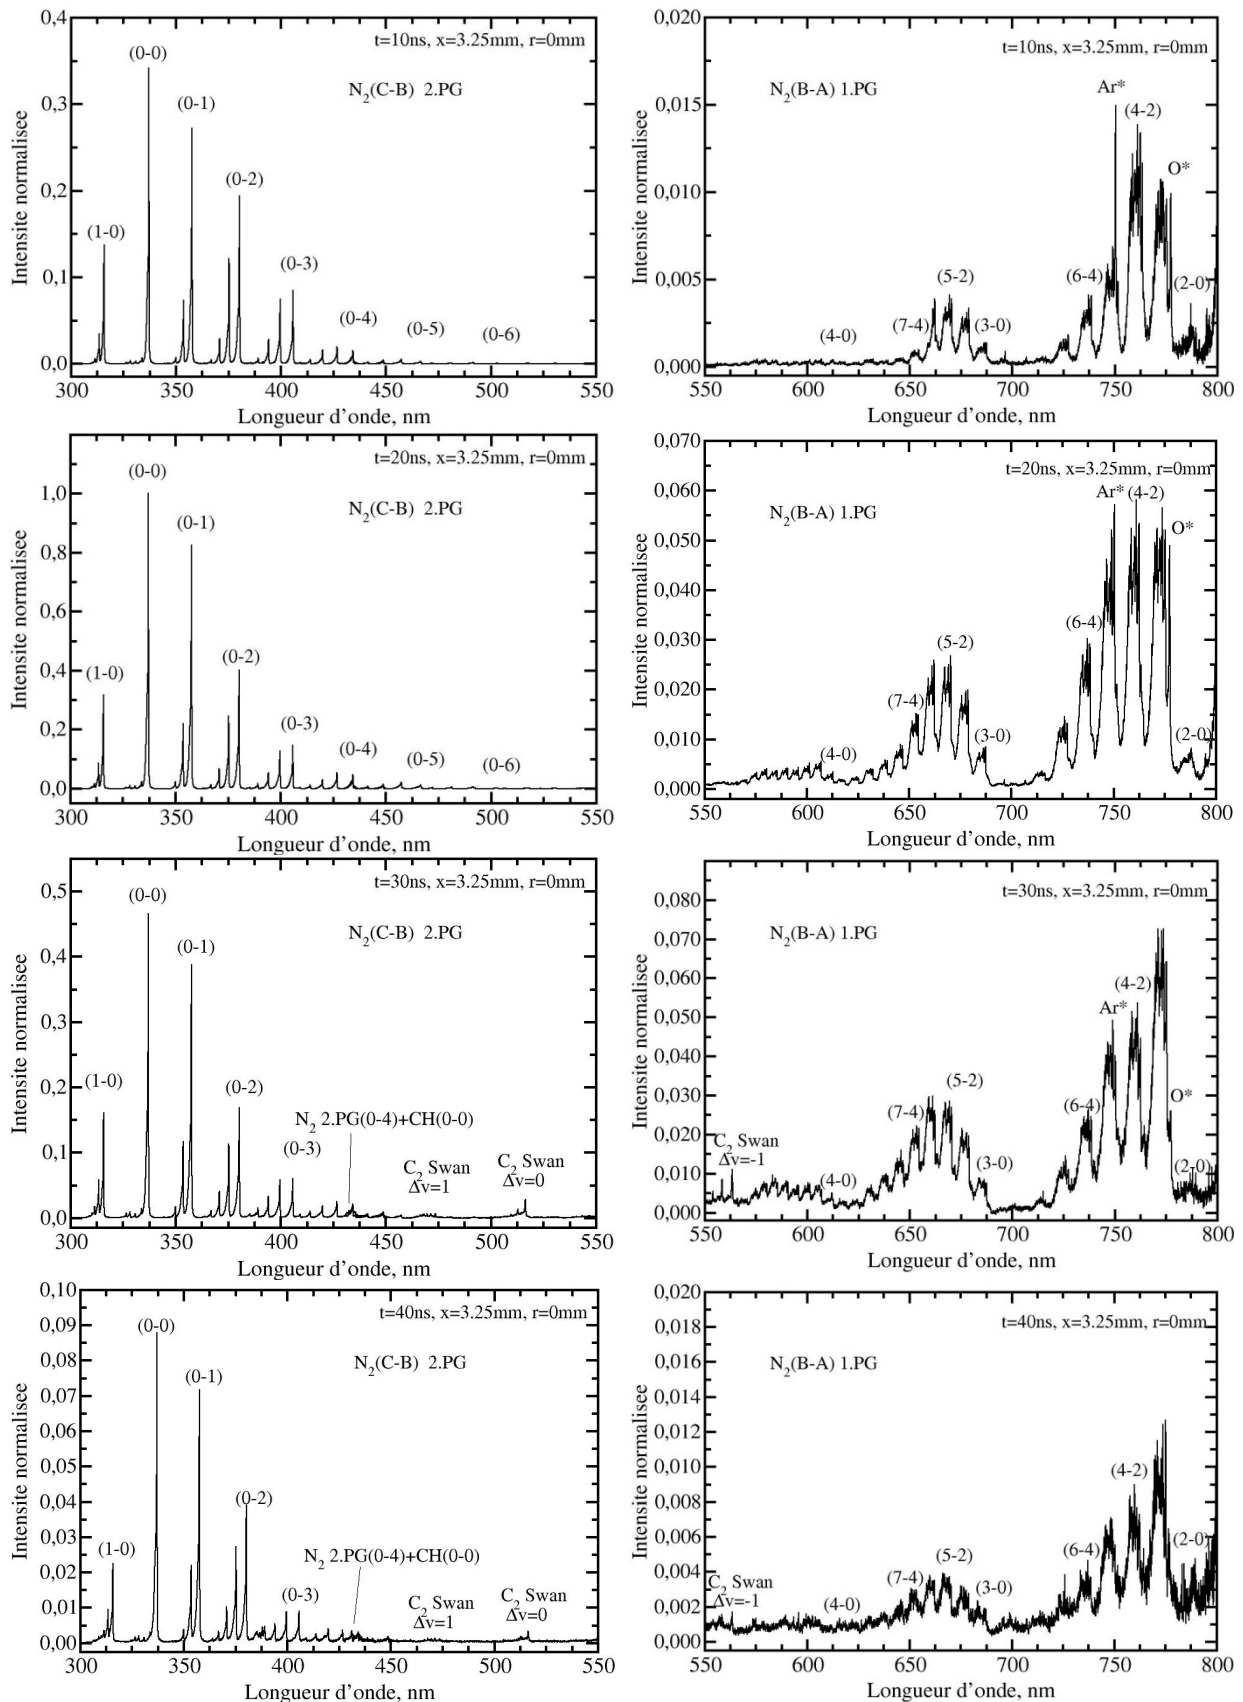 t=10ns, x=3.25mm, r=0mm
N2(C-B) 2.PG
(0-0)
(0-1)
(0-2)
(1-0)
(0-3)
(0-4)
(0-5)
(0-6)
Intensite normalisee
0,4
0,3
0,2
0,1
0,0
300 350 400 450 500 550
Longueur d'onde, nm
t=10ns, x=3.25mm, r=0mm
N2(B-A) 1.PG
Ar*
(4-2)
O*
(6-4)
(2-0)
(5-2)
(7-4)
(3-0)
(4-0)
Intensite normalisee
0,020
0,015
0,010
0,005
0,000
550 600 650 700 750 800
Longueur d'onde, nm
t=20ns, x=3.25mm, r=0mm
N2(C-B) 2.PG
(0-0)
(0-1)
(0-2)
(1-0)
(0-3)
(0-4)
(0-5)
(0-6)
Intensite normalisee
1,0
0,8
0,6
0,4
0,2
0,0
300 350 400 450 500 550
Longueur d'onde, nm
t=20ns, x=3.25mm, r=0mm
N2(B-A) 1.PG
Ar*
(4-2)
O*
(6-4)
(5-2)
(7-4)
(3-0)
(2-0)
(4-0)
Intensite normalisee
0,070
0,060
0,050
0,040
0,030
0,020
0,010
0,000
550 600 650 700 750 800
Longueur d'onde, nm
t=30ns, x=3.25mm, r=0mm
N2(C-B) 2.PG
(0-0)
(0-1)
(1-0)
(0-2)
N2 2.PG(0-4)+CH(0-0)
(0-3)
C2 Swan
Δv=1
C2 Swan
Δv=0
Intensite normalisee
0,5
0,4
0,3
0,2
0,1
0,0
300 350 400 450 500 550
Longueur d'onde, nm
t=30ns, x=3.25mm, r=0mm
N2(B-A) 1.PG
(4-2)
Ar*
(5-2)
(7-4)
(6-4)
O*
C2 Swan
Δv=-1
(4-0)
(3-0)
(2-0)
Intensite normalisee
0,080
0,070
0,060
0,050
0,040
0,030
0,020
0,010
0,000
550 600 650 700 750 800
Longueur d'onde, nm
t=40ns, x=3.25mm, r=0mm
N2(C-B) 2.PG
(0-0)
(0-1)
(0-2)
(1-0)
N2 2.PG(0-4)+CH(0-0)
(0-3)
C2 Swan
Δv=1
C2 Swan
Δv=0
Intensite normalisee
0,10
0,09
0,08
0,07
0,06
0,05
0,04
0,03
0,02
0,01
0,00
300 350 400 450 500 550
Longueur d'onde, nm
t=40ns, x=3.25mm, r=0mm
N2(B-A) 1.PG
(4-2)
(5-2)
(6-4)
(2-0)
(7-4)
(3-0)
C2 Swan
Δv=-1
(4-0)
Intensite normalisee
0,020
0,018
0,016
0,014
0,012
0,010
0,008
0,006
0,004
0,002
0,000
550 600 650 700 750 800
Longueur d'onde, nm